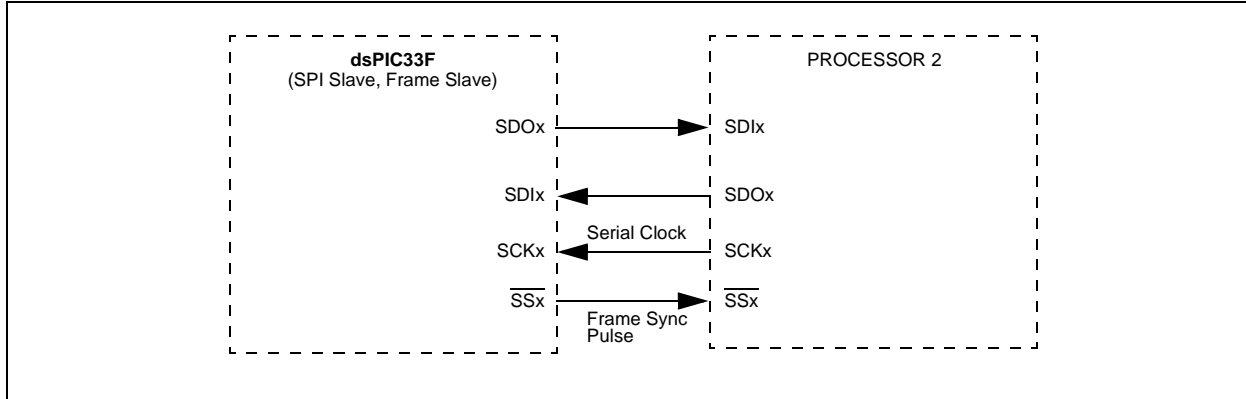 dsPIC33F
(SPI Slave, Frame Slave)
PROCESSOR 2
SDOx
SDIx
SDIx
SDOx
Serial Clock
SCKx
SCKx
SSx
SSx
Frame Sync
Pulse